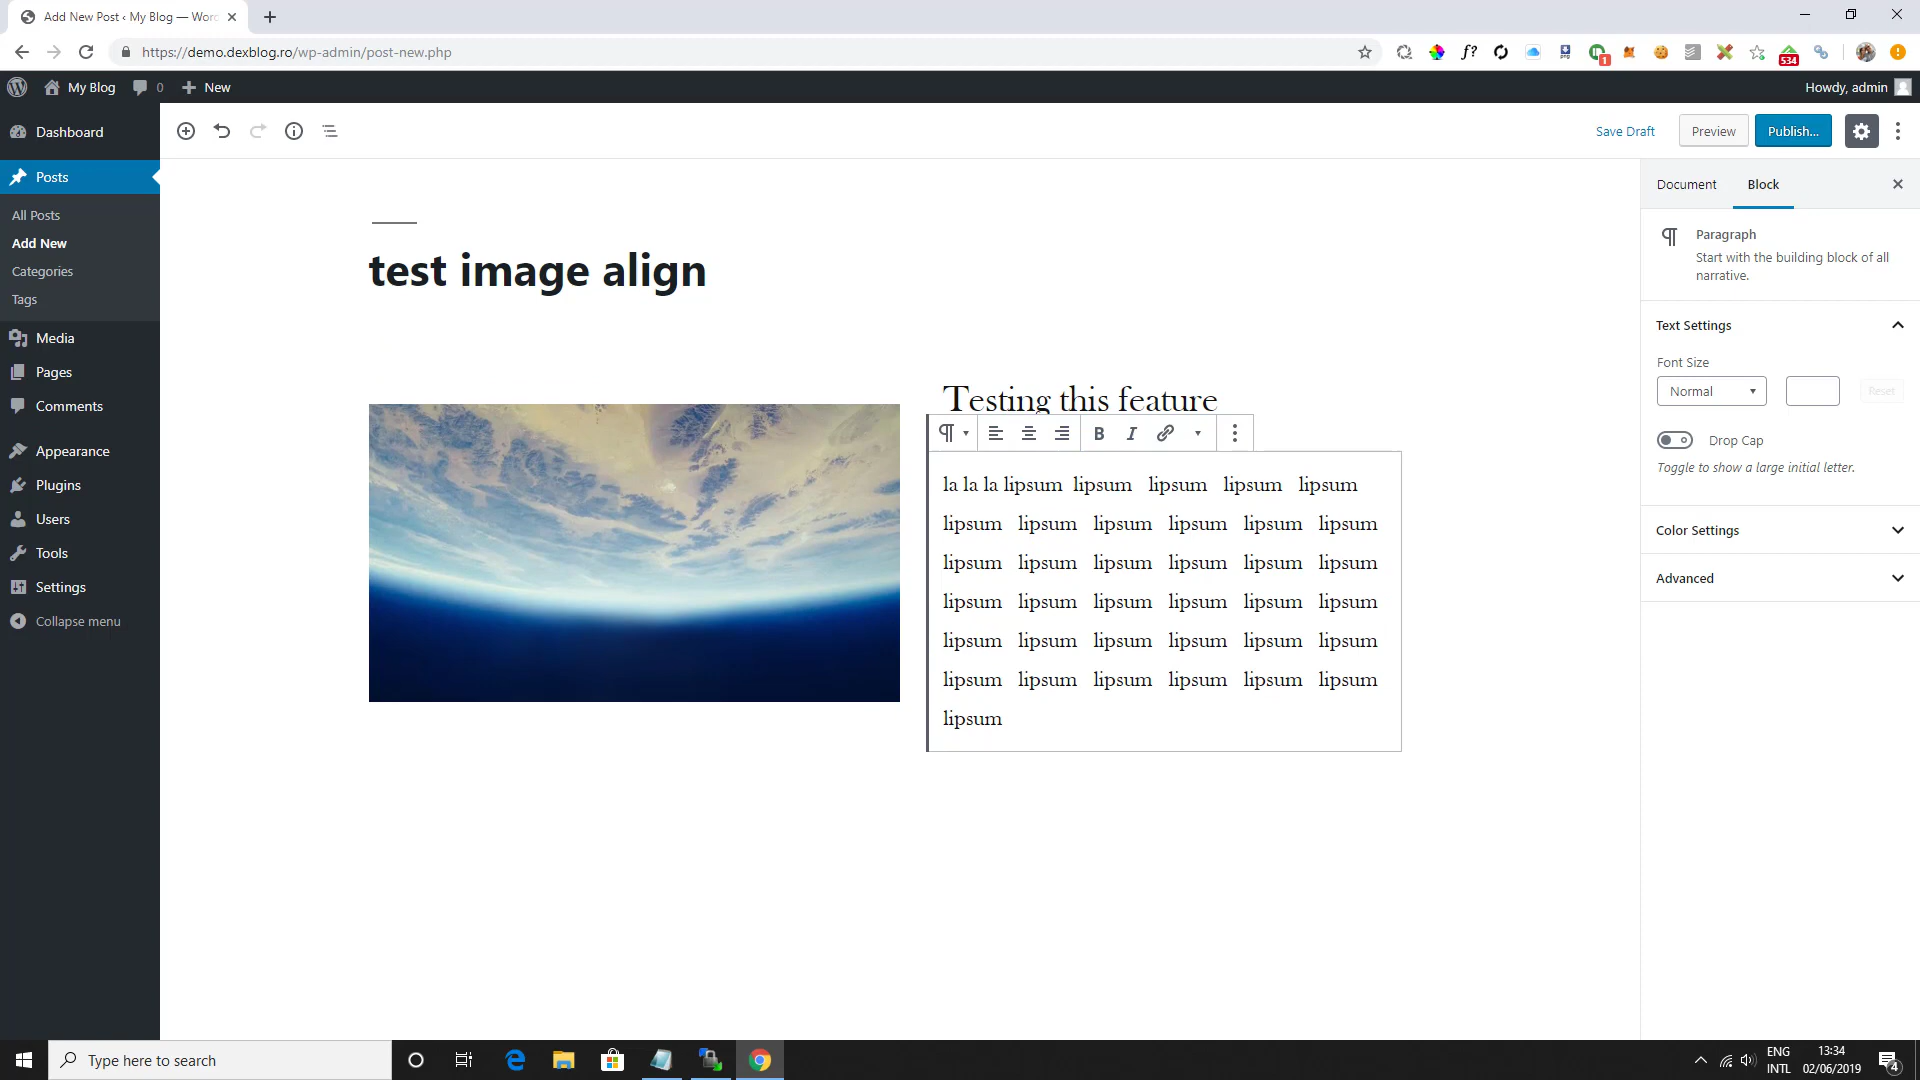 Add New Post ‹ My Blog — Word
https://demo.dexblog.ro/wp-admin/post-new.php
f?
png
1
534
My Blog
0
New
Howdy, admin
Dashboard
Posts
All Posts
Add New
Categories
Tags
Media
Pages
Comments
Appearance
Plugins
Users
Tools
Settings
Collapse menu
Save Draft
Preview
Publish...
test image align
Testing this feature
B I
la la la lipsum lipsum lipsum lipsum lipsum
lipsum lipsum lipsum lipsum lipsum lipsum
lipsum lipsum lipsum lipsum lipsum lipsum
lipsum lipsum lipsum lipsum lipsum lipsum
lipsum lipsum lipsum lipsum lipsum lipsum
lipsum lipsum lipsum lipsum lipsum lipsum
lipsum
Document
Block
Paragraph
Start with the building block of all
narrative.
Text Settings
Font Size
Normal
Reset
Drop Cap
Toggle to show a large initial letter.
Color Settings
Advanced
Type here to search
ENG
INTL
13:34
02/06/2019
4